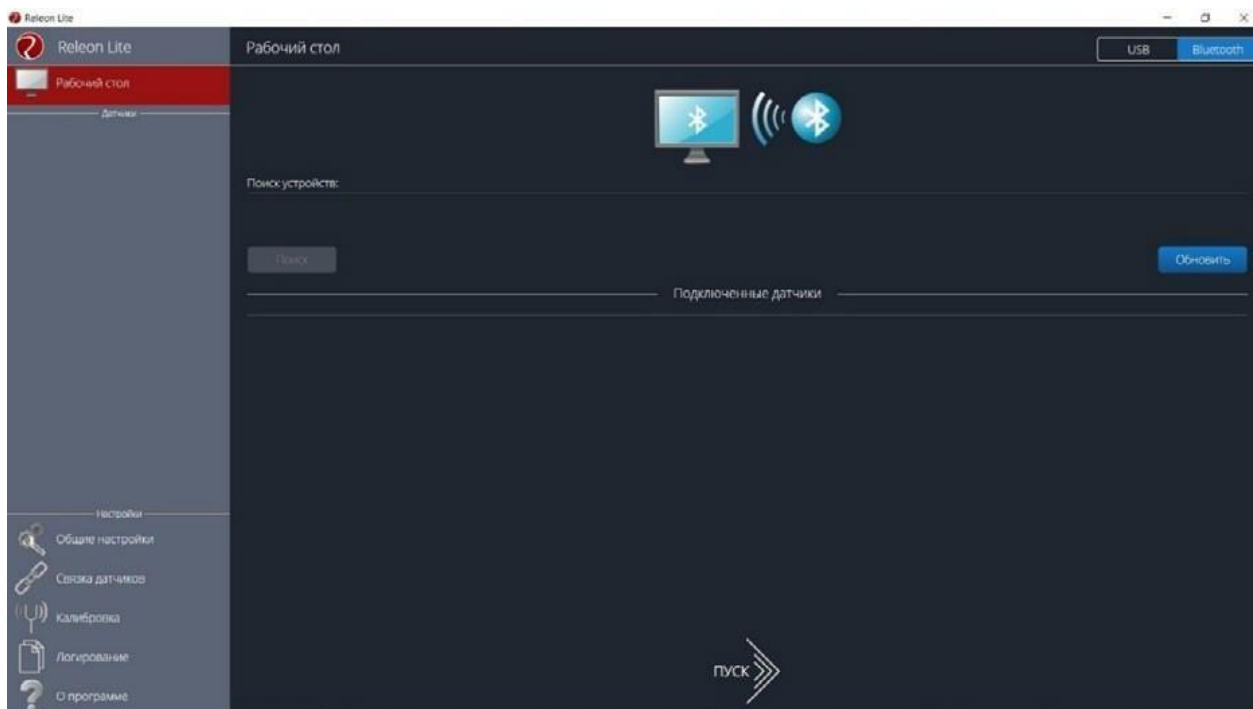 Releon Lite
Releon Lite
Рабочий стол
USB
Bluetooth
Рабочий стол
Датчики
Поиск устройств:
Поиск
Обновить
Подключенные датчики
Настройки
Общие настройки
Связка датчиков
Калибровка
Логирование
О программе
ПУСК